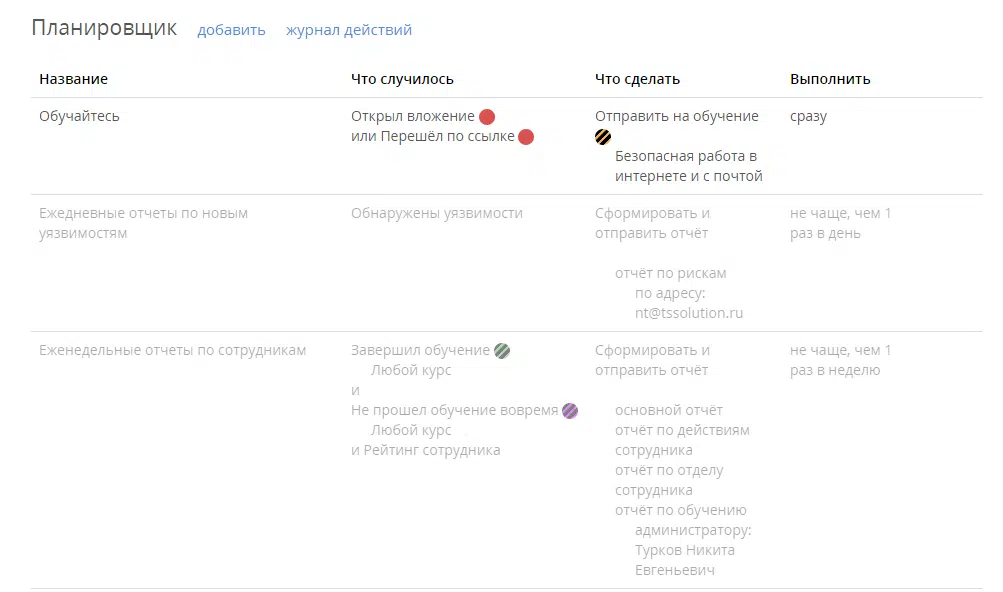 Планировщик добавить журнал действий
Название Что случилось Что сделать Выполнить
Обучайтесь Открыл вложение Отправить на обучение сразу
или Перешёл по ссылке
Безопасная работа в
интернете и с почтой
Ежедневные отчеты по новым Обнаружены уязвимости Сформировать и не чаще, чем 1
уязвимостям отправить отчёт раз в день
отчёт по рискам
по адресу:
nt@tssolution.ru
Еженедельные отчеты по сотрудникам Завершил обучение Сформировать и не чаще, чем 1
Любой курс отправить отчёт раз в неделю
и
Не прошел обучение вовремя основной отчёт
Любой курс отчёт по действиям
и Рейтинг сотрудника сотрудника
отчёт по отделу
сотрудника
отчёт по обучению
администратору:
Турков Никита
Евгеньевич